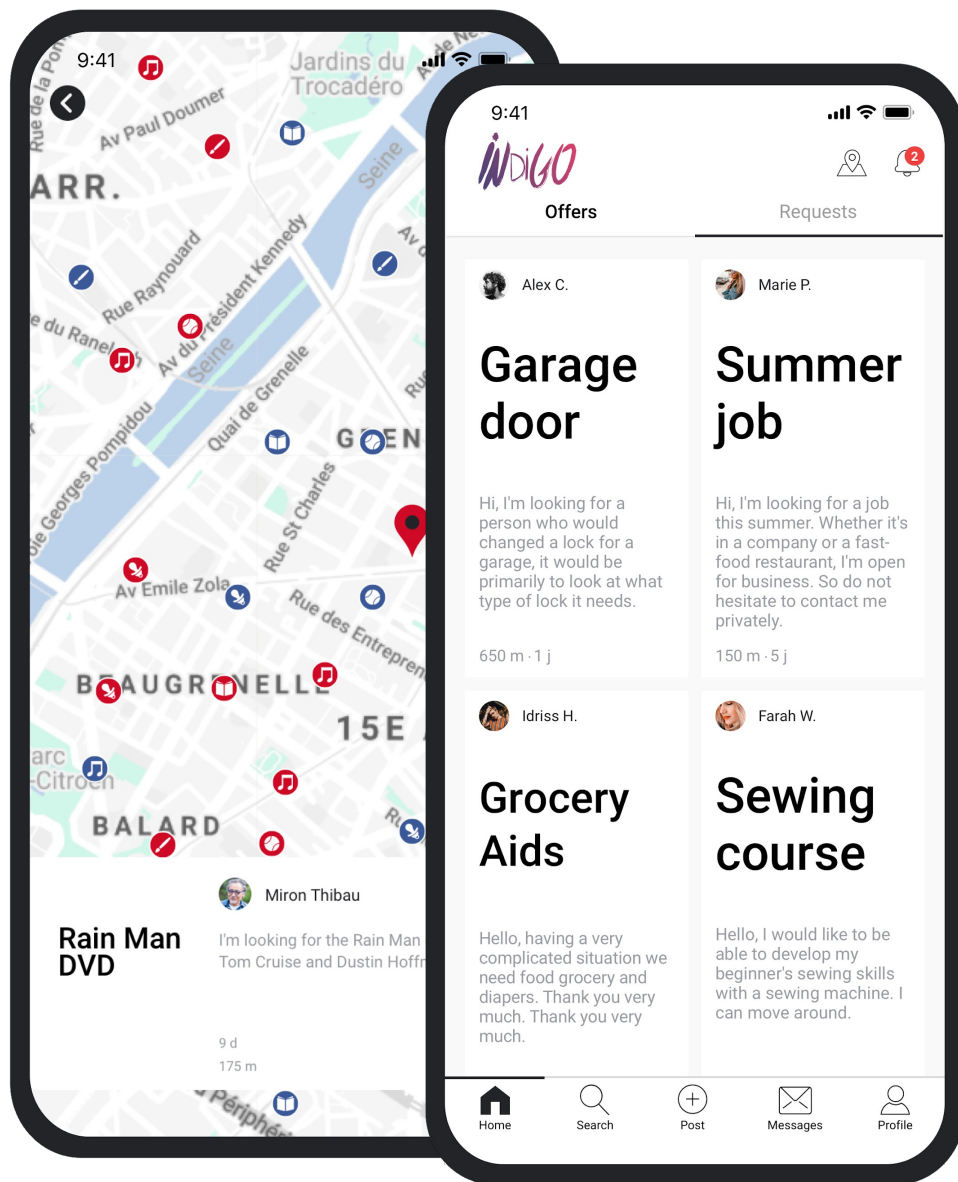 9:41
Jardins du
Trocadéro
Av Paul Doumer
ARR.
Seine
Rue Raynouard
Av du Président Kennedy
Seine
Quai de Grenelle
Rue St Charles
Av Emile Zola
Rue des Entrepren
BEAUGRENELLE
15E
-Citroën
BALARD
Miron Thibau
Rain Man
DVD
I'm looking for the Rain Man
Tom Cruise and Dustin Hoffr
9 d
175 m
9:41
INDiGO
2
Offers
Requests
Alex C.
Garage
door
Hi, I'm looking for a
person who would
changed a lock for a
garage, it would be
primarily to look at what
type of lock it needs.
650 m · 1 j
Marie P.
Summer
job
Hi, I'm looking for a job
this summer. Whether it's
in a company or a fast-
food restaurant, I'm open
for business. So do not
hesitate to contact me
privately.
150 m · 5 j
Idriss H.
Grocery
Aids
Hello, having a very
complicated situation we
need food grocery and
diapers. Thank you very
much. Thank you very
much.
Farah W.
Sewing
course
Hello, I would like to be
able to develop my
beginner's sewing skills
with a sewing machine. I
can move around.
Home
Search
Post
Messages
Profile